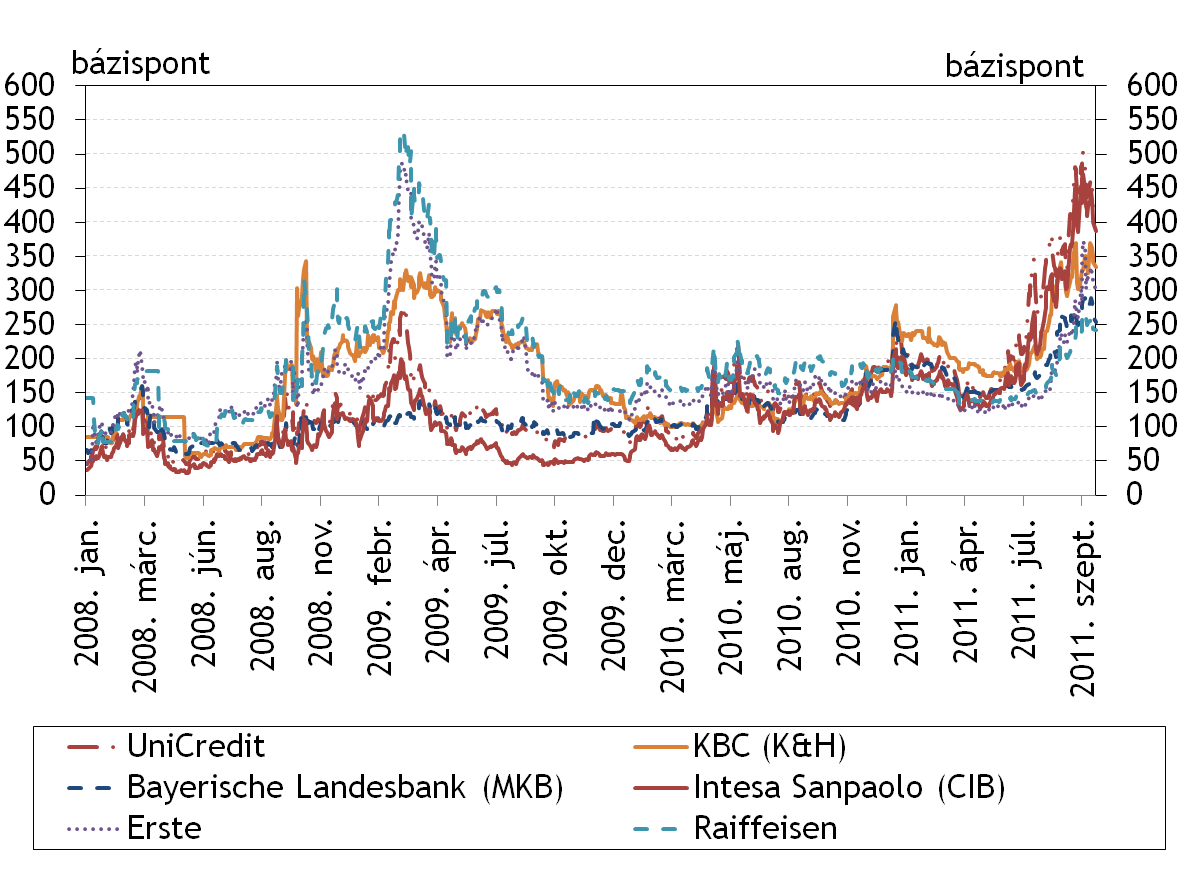 bázispont bázispont
600 600
550 550
500 500
450 450
400 400
350 350
300 300
250 250
200 200
150 150
100 100
50 50
0 0
2008. jan.
2008. márc.
2008. jún.
2008. aug.
2008. nov.
2009. febr.
2009. ápr.
2009. júl.
2009. okt.
2009. dec.
2010. márc.
2010. máj.
2010. aug.
2010. nov.
2011. jan.
2011. ápr.
2011. júl.
2011. szept.
UniCredit KBC (K&H)
Bayerische Landesbank (MKB) Intesa Sanpaolo (CIB)
Erste Raiffeisen